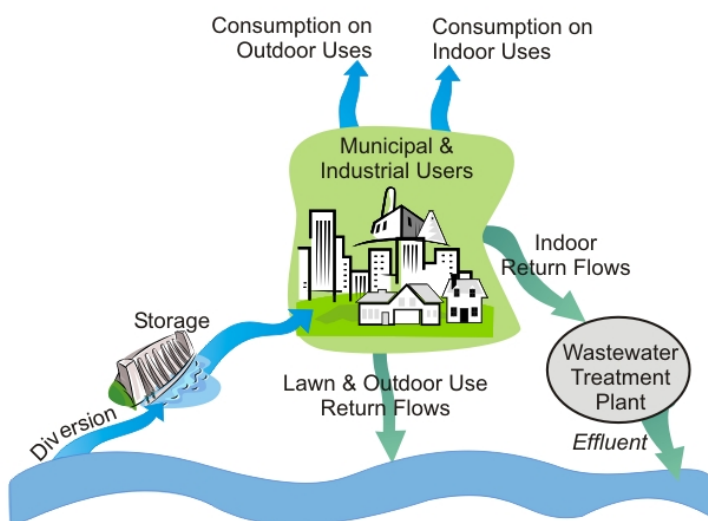 Consumption on
Outdoor Uses
Consumption on
Indoor Uses
Municipal &
Industrial Users
Indoor
Return Flows
Storage
Diversion
Lawn & Outdoor Use
Return Flows
Wastewater
Treatment
Plant
Effluent